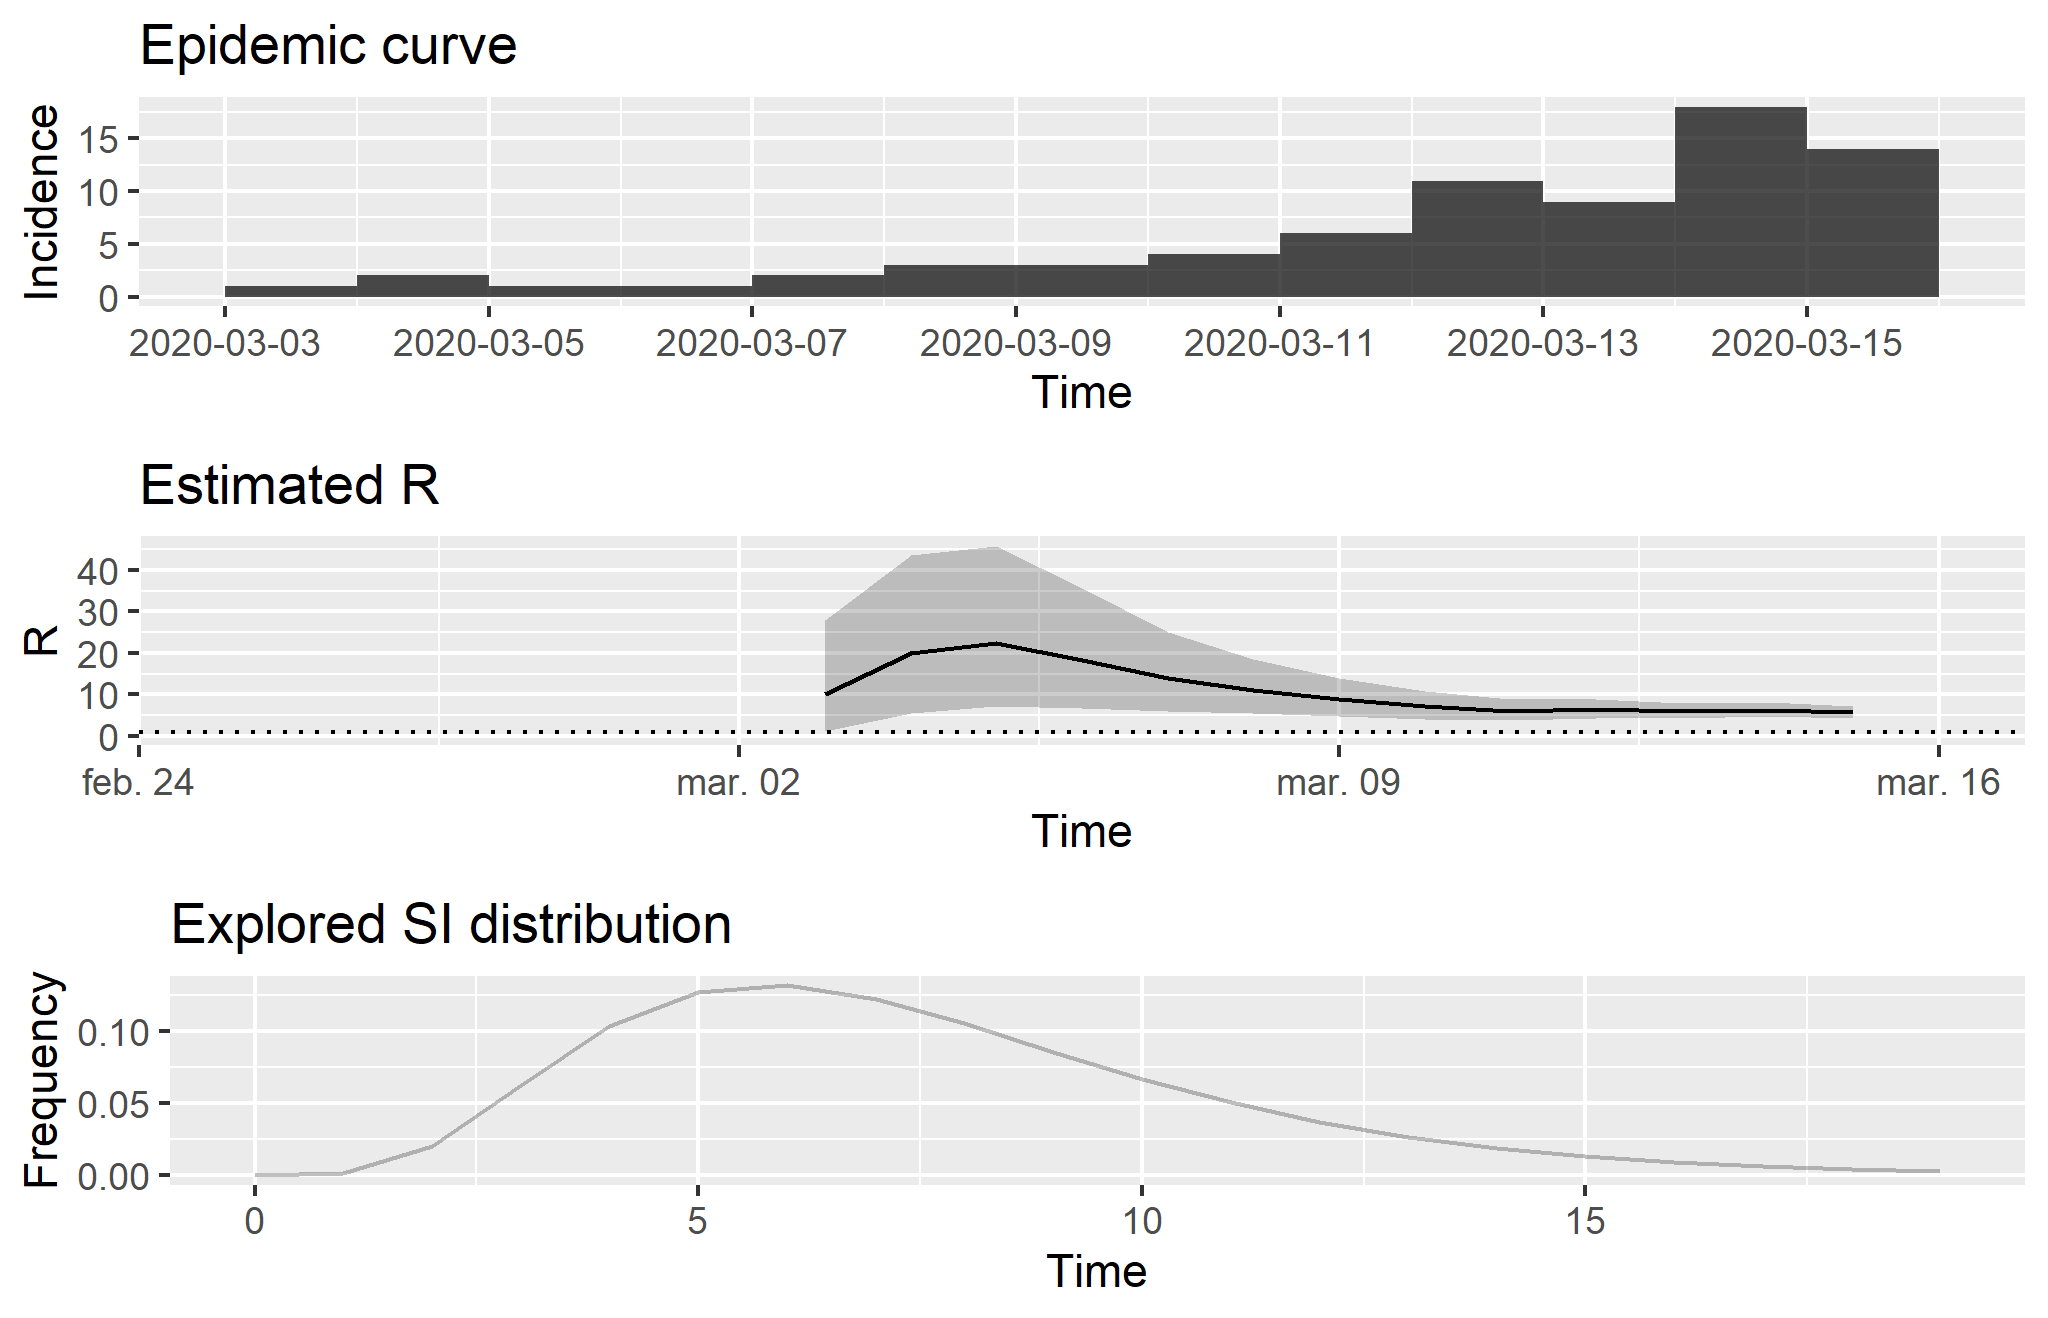 Epidemic curve
Incidence
15
10
5
0
2020-03-03 2020-03-05 2020-03-07 2020-03-09 2020-03-11 2020-03-13 2020-03-15
Time
Estimated R
R
40
30
20
10
0
feb. 24 mar. 02 mar. 09 mar. 16
Time
Explored SI distribution
Frequency
0.10
0.05
0.00
0 5 10 15
Time